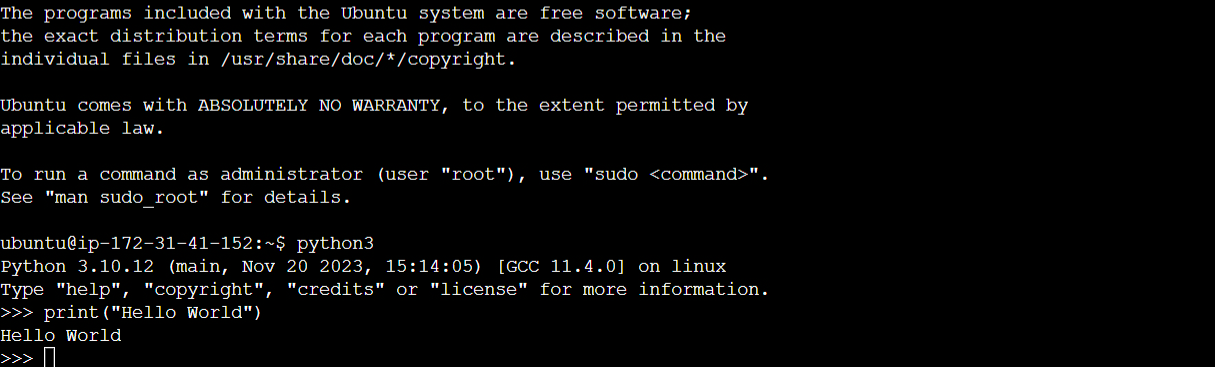 The programs included with the Ubuntu system are free software;
the exact distribution terms for each program are described in the
individual files in /usr/share/doc/*/copyright.
Ubuntu comes with ABSOLUTELY NO WARRANTY, to the extent permitted by
applicable law.
To run a command as administrator (user "root"), use "sudo <command>".
See "man sudo_root" for details.
ubuntu@ip-172-31-41-152:~$ python3
Python 3.10.12 (main, Nov 20 2023, 15:14:05) [GCC 11.4.0] on linux
Type "help", "copyright", "credits" or "license" for more information.
>>> print("Hello World")
Hello World
>>>